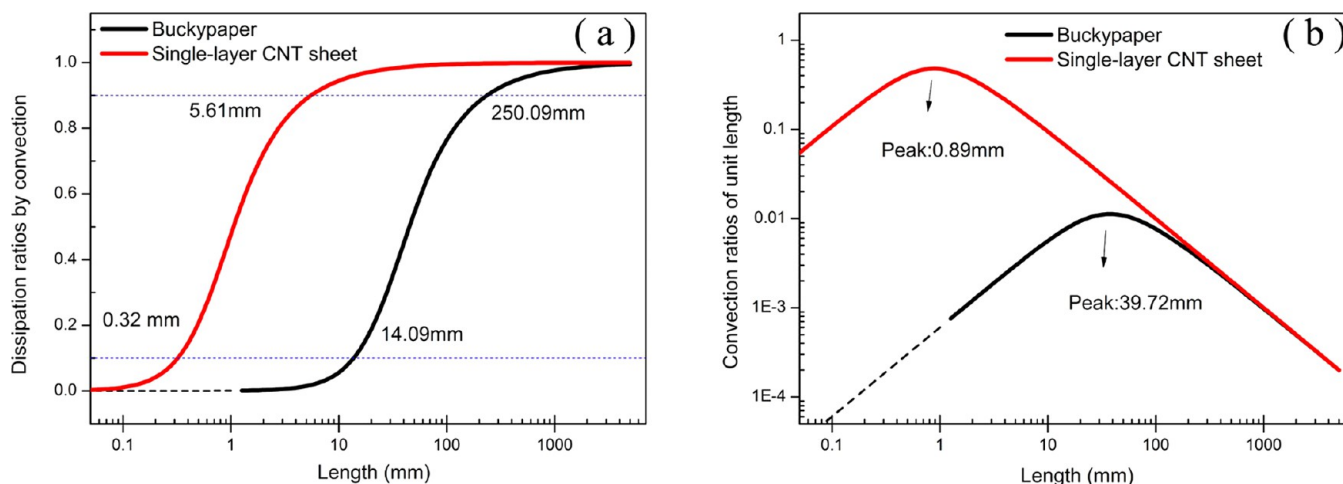 ( a )
Buckypaper
Single-layer CNT sheet
1.0
0.8
0.6
0.4
0.2
0.0
5.61mm
250.09mm
0.32 mm
14.09mm
Dissipation ratios by convection
0.1
1
10
100
1000
Length (mm)
( b )
Buckypaper
Single-layer CNT sheet
1
0.1
0.01
1E-3
1E-4
Peak:0.89mm
Peak:39.72mm
Convection ratios of unit length
0.1
1
10
100
1000
Length (mm)